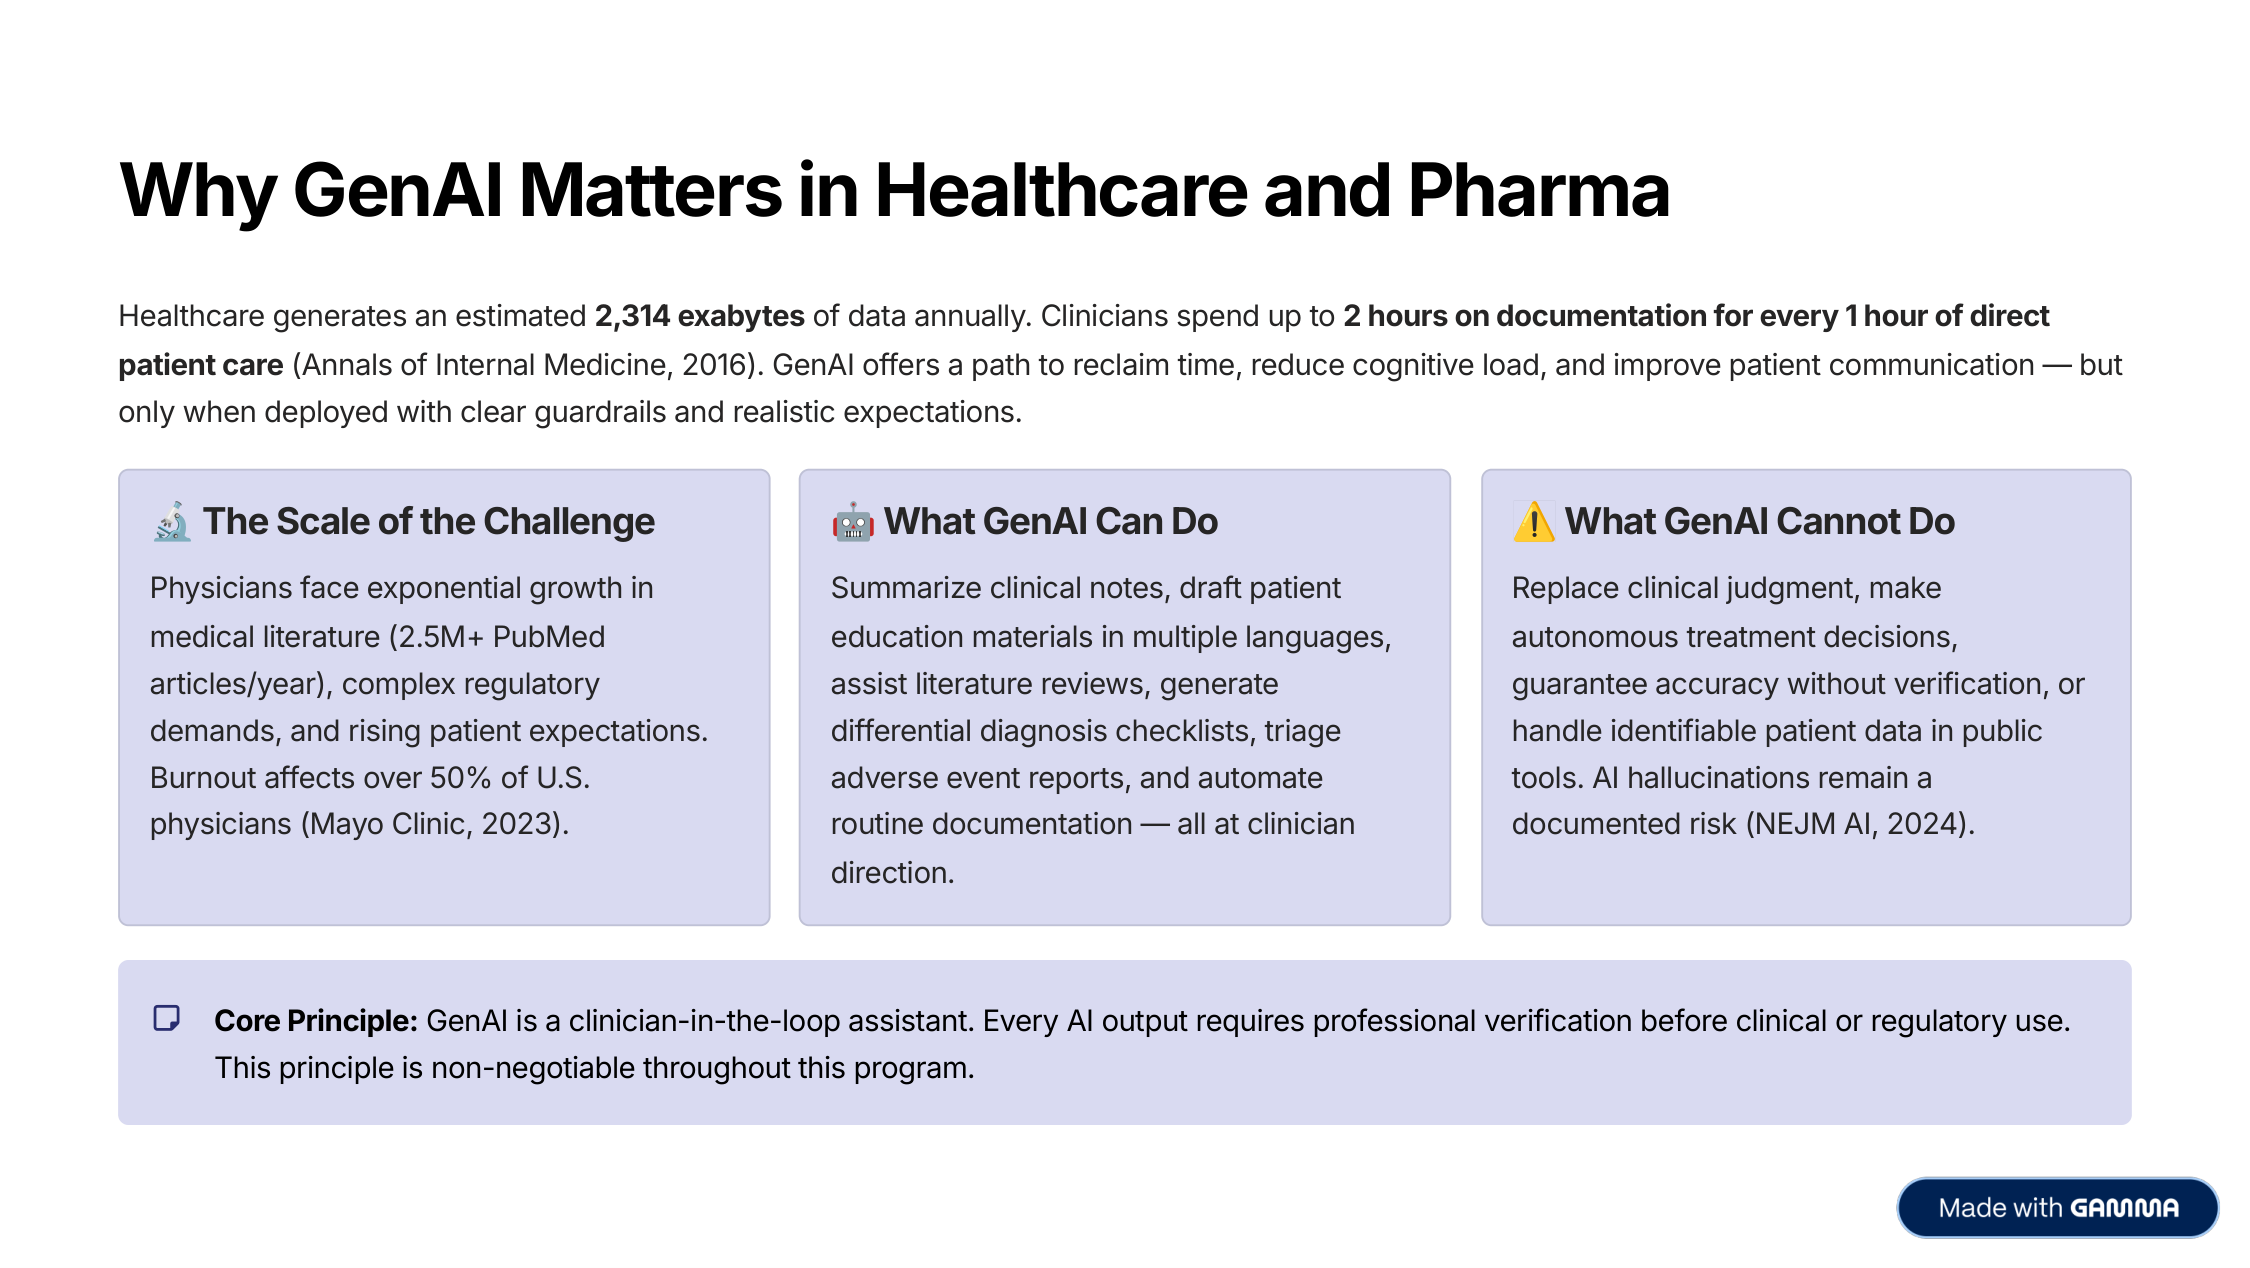 Why GenAI Matters in Healthcare and Pharma
Healthcare generates an estimated 2,314 exabytes of data annually. Clinicians spend up to 2 hours on documentation for every 1 hour of direct
patient care (Annals of Internal Medicine, 2016). GenAI offers a path to reclaim time, reduce cognitive load, and improve patient communication — but
only when deployed with clear guardrails and realistic expectations.
🔬 The Scale of the Challenge
Physicians face exponential growth in
medical literature (2.5M+ PubMed
articles/year), complex regulatory
demands, and rising patient expectations.
Burnout affects over 50% of U.S.
physicians (Mayo Clinic, 2023).
🤖 What GenAI Can Do
Summarize clinical notes, draft patient
education materials in multiple languages,
assist literature reviews, generate
differential diagnosis checklists, triage
adverse event reports, and automate
routine documentation — all at clinician
direction.
⚠️ What GenAI Cannot Do
Replace clinical judgment, make
autonomous treatment decisions,
guarantee accuracy without verification, or
handle identifiable patient data in public
tools. AI hallucinations remain a
documented risk (NEJM AI, 2024).
Core Principle: GenAI is a clinician-in-the-loop assistant. Every AI output requires professional verification before clinical or regulatory use.
This principle is non-negotiable throughout this program.
Made with GAMMA